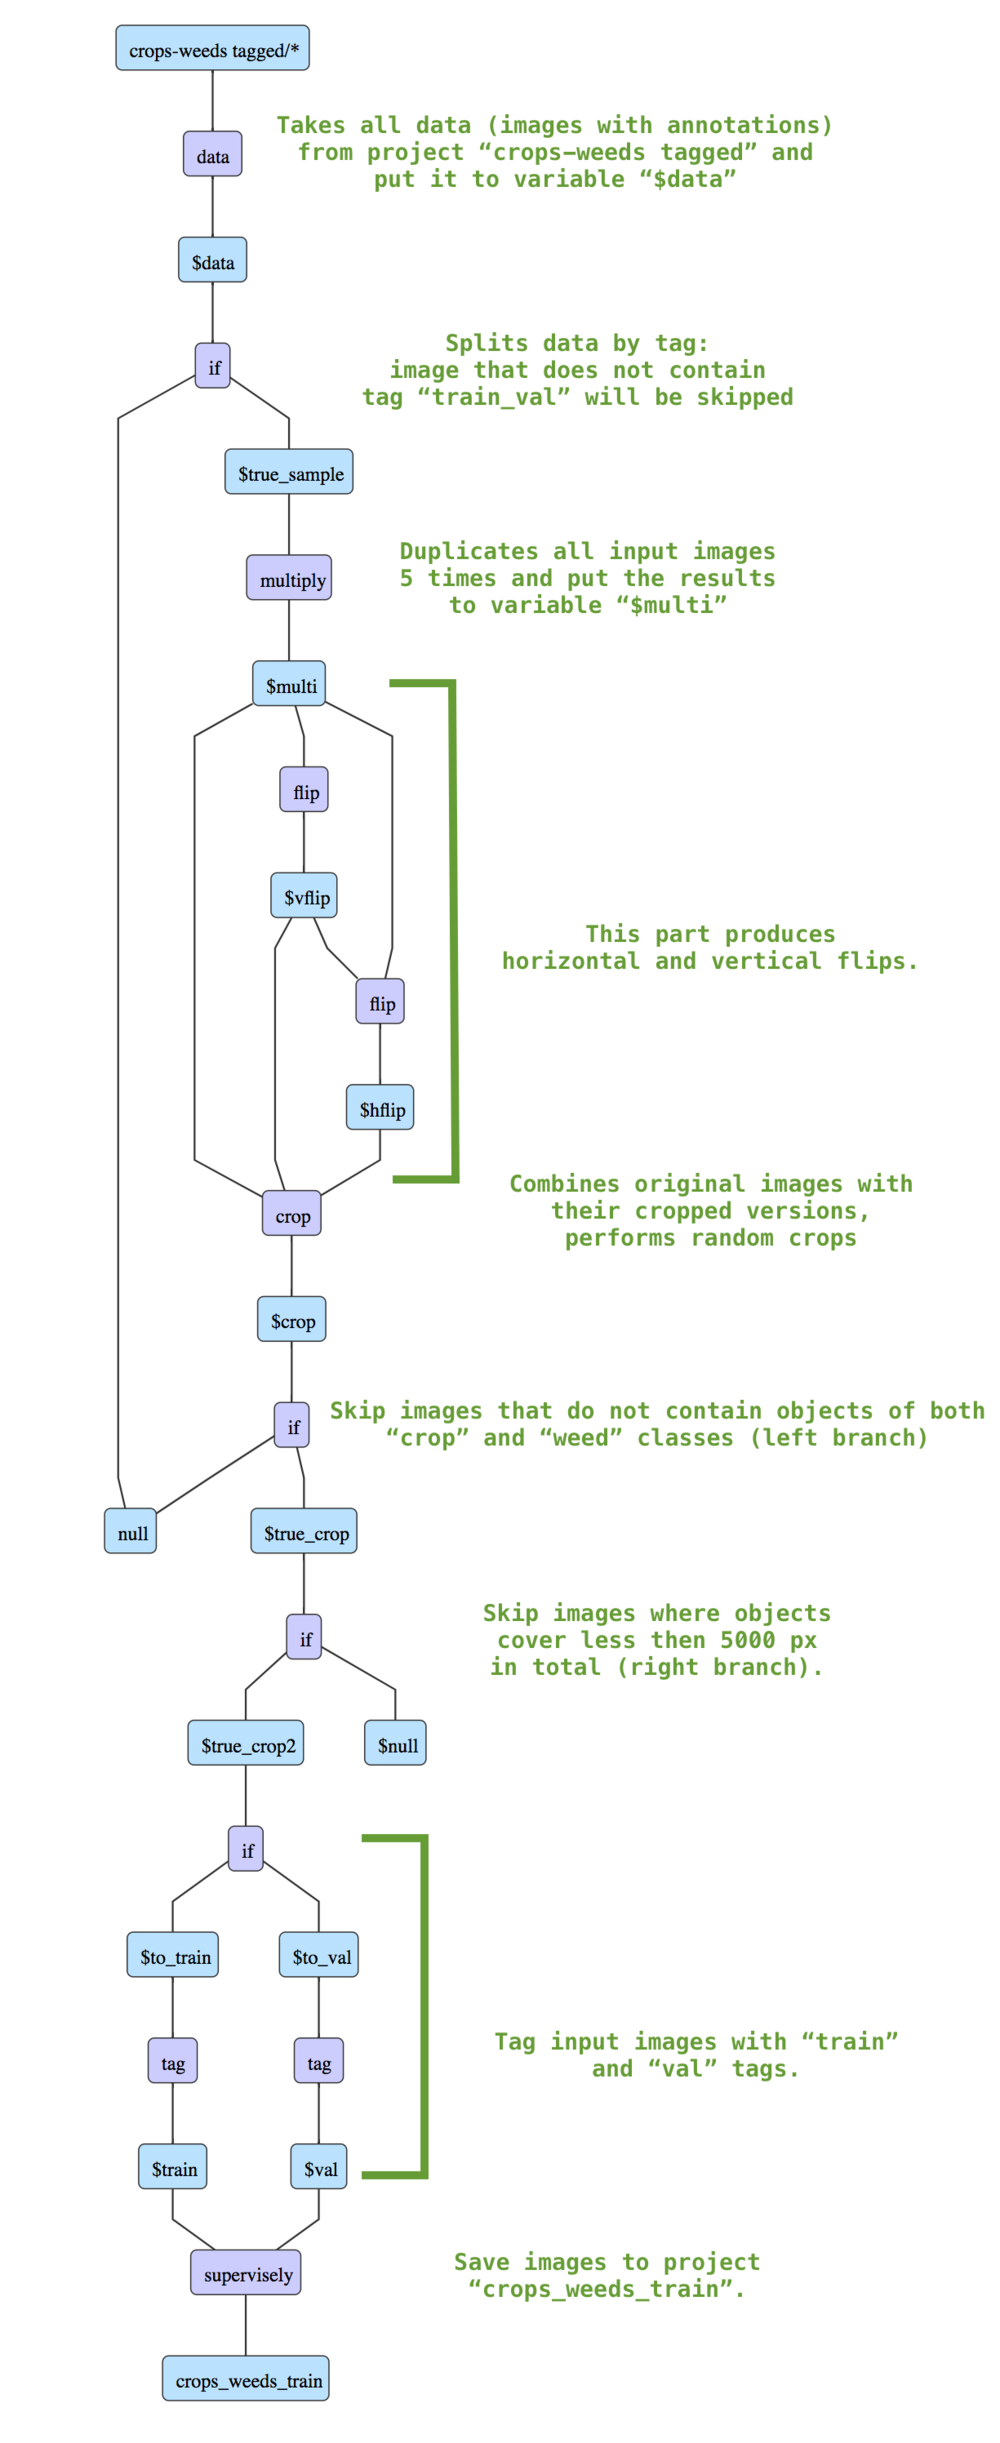 crops-weeds tagged/*
Takes all data (images with annotations)
from project “crops–weeds tagged” and
put it to variable “$data”
data
$data
Splits data by tag:
image that does not contain
tag “train_val” will be skipped
if
$true_sample
Duplicates all input images
5 times and put the results
to variable “$multi”
multiply
$multi
flip
$vflip
This part produces
horizontal and vertical flips.
flip
$hflip
Combines original images with
their cropped versions,
performs random crops
crop
$crop
Skip images that do not contain objects of both
“crop” and “weed” classes (left branch)
if
null
$true_crop
Skip images where objects
cover less then 5000 px
in total (right branch).
if
$true_crop2
$null
if
$to_train
$to_val
Tag input images with “train”
and “val” tags.
tag
tag
$train
$val
Save images to project
“crops_weeds_train”.
supervisely
crops_weeds_train